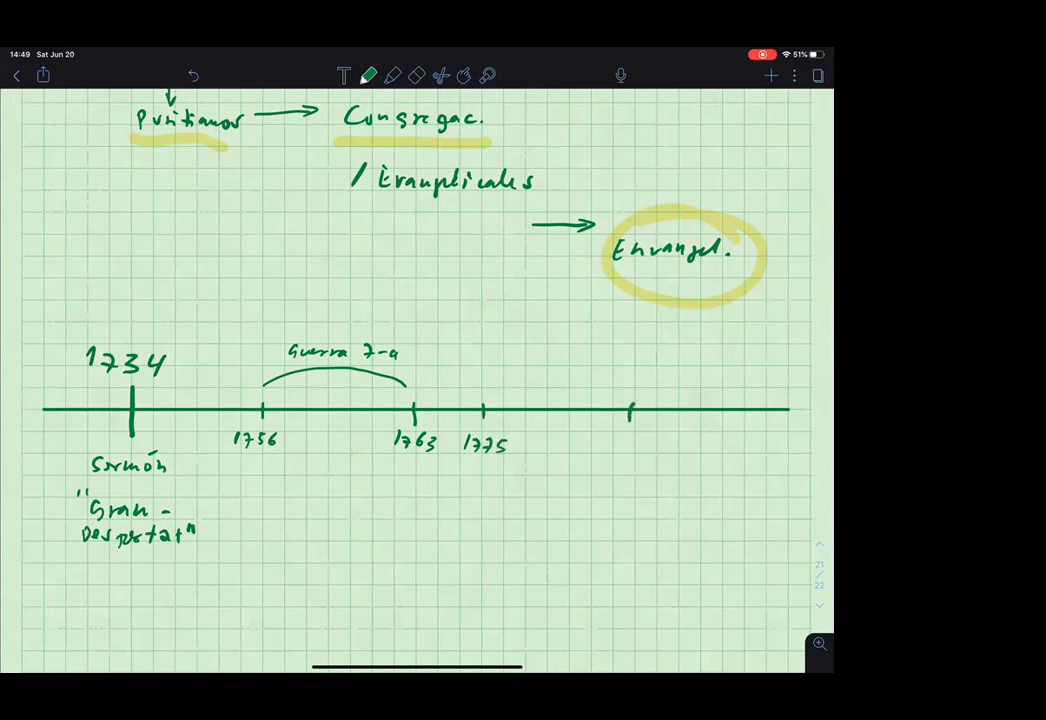 14:49 Sat Jun 20
51%
Puritanos → Congregac.
/ Evangelicales
→ Envangel.
Guerra 7-a
1734
1756 1763 1775
Sermón
"Gran -
Despertar"
21
/
22